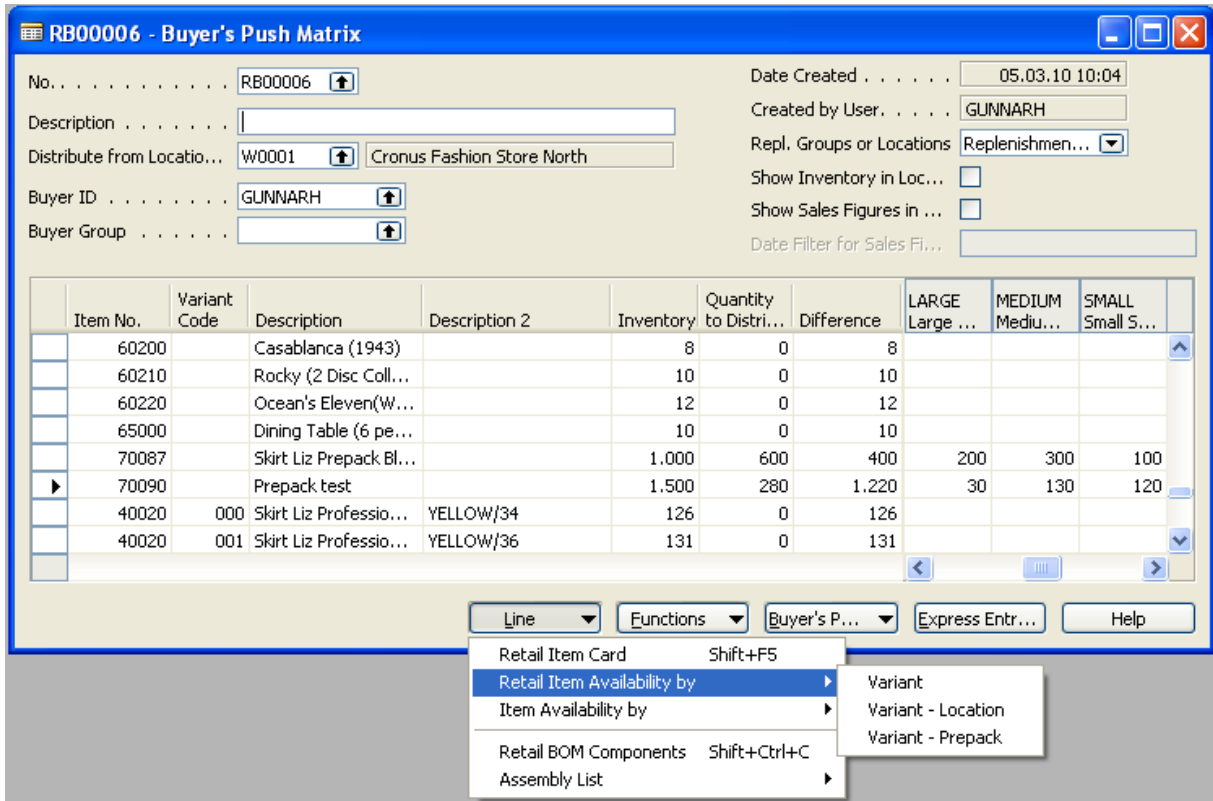 RB00006 - Buyer's Push Matrix
No. . . . . . . . . . . . RB00006
Date Created . . . . . . 05.03.10 10:04
Description . . . . . . .
Created by User. . . . . GUNNARH
Distribute from Locatio... W0001 Cronus Fashion Store North
Repl. Groups or Locations Replenishmen...
Buyer ID . . . . . . . . GUNNARH
Show Inventory in Loc...
Buyer Group . . . . . .
Show Sales Figures in ...
Date Filter for Sales Fi...
Item No. Variant Code Description Description 2 Inventory Quantity to Distri... Difference LARGE Large ... MEDIUM Mediu... SMALL Small S...
60200 Casablanca (1943) 8 0 8
60210 Rocky (2 Disc Coll... 10 0 10
60220 Ocean's Eleven(W... 12 0 12
65000 Dining Table (6 pe... 10 0 10
70087 Skirt Liz Prepack Bl... 1.000 600 400 200 300 100
70090 Prepack test 1.500 280 1.220 30 130 120
40020 000 Skirt Liz Professio... YELLOW/34 126 0 126
40020 001 Skirt Liz Professio... YELLOW/36 131 0 131
Line Functions Buyer's P... Express Entr... Help
Retail Item Card Shift+F5
Retail Item Availability by
Item Availability by
Retail BOM Components Shift+Ctrl+C
Assembly List
Variant
Variant - Location
Variant - Prepack